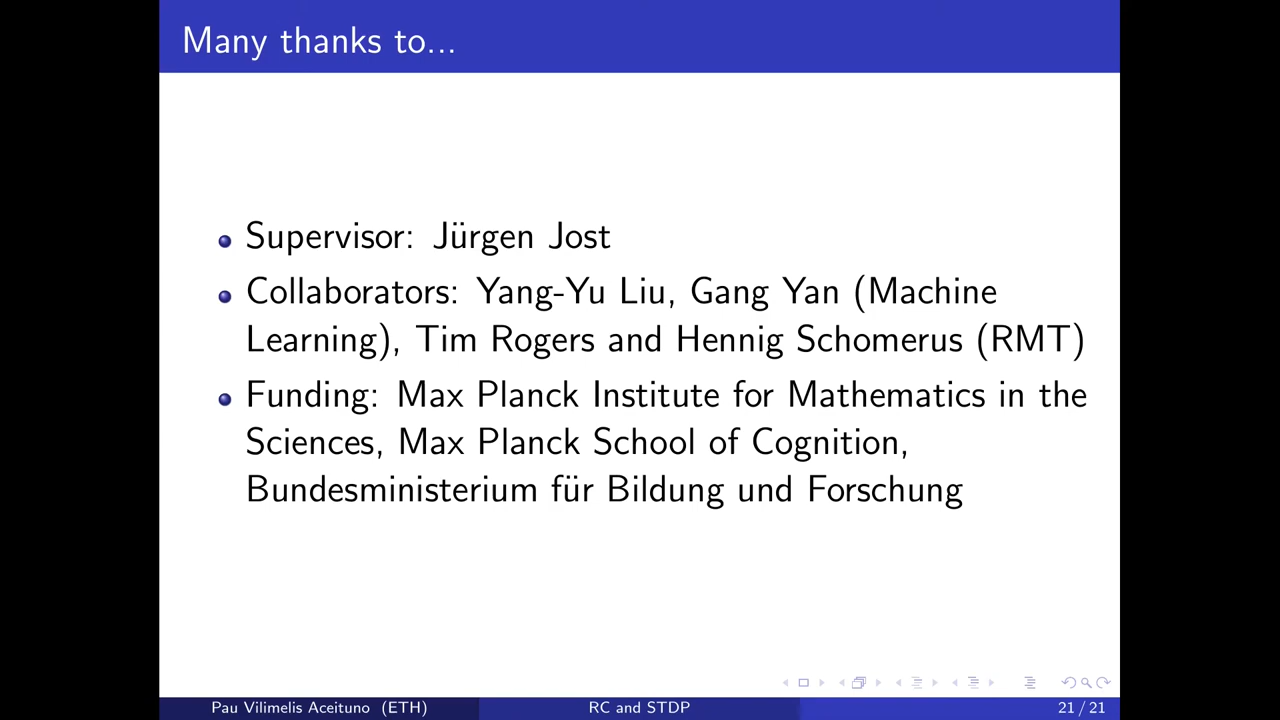 Many thanks to...
Supervisor: Jürgen Jost
Collaborators: Yang-Yu Liu, Gang Yan (Machine
Learning), Tim Rogers and Hennig Schomerus (RMT)
Funding: Max Planck Institute for Mathematics in the
Sciences, Max Planck School of Cognition,
Bundesministerium für Bildung und Forschung
Pau Vilimelis Aceituno (ETH)
RC and STDP
21 / 21